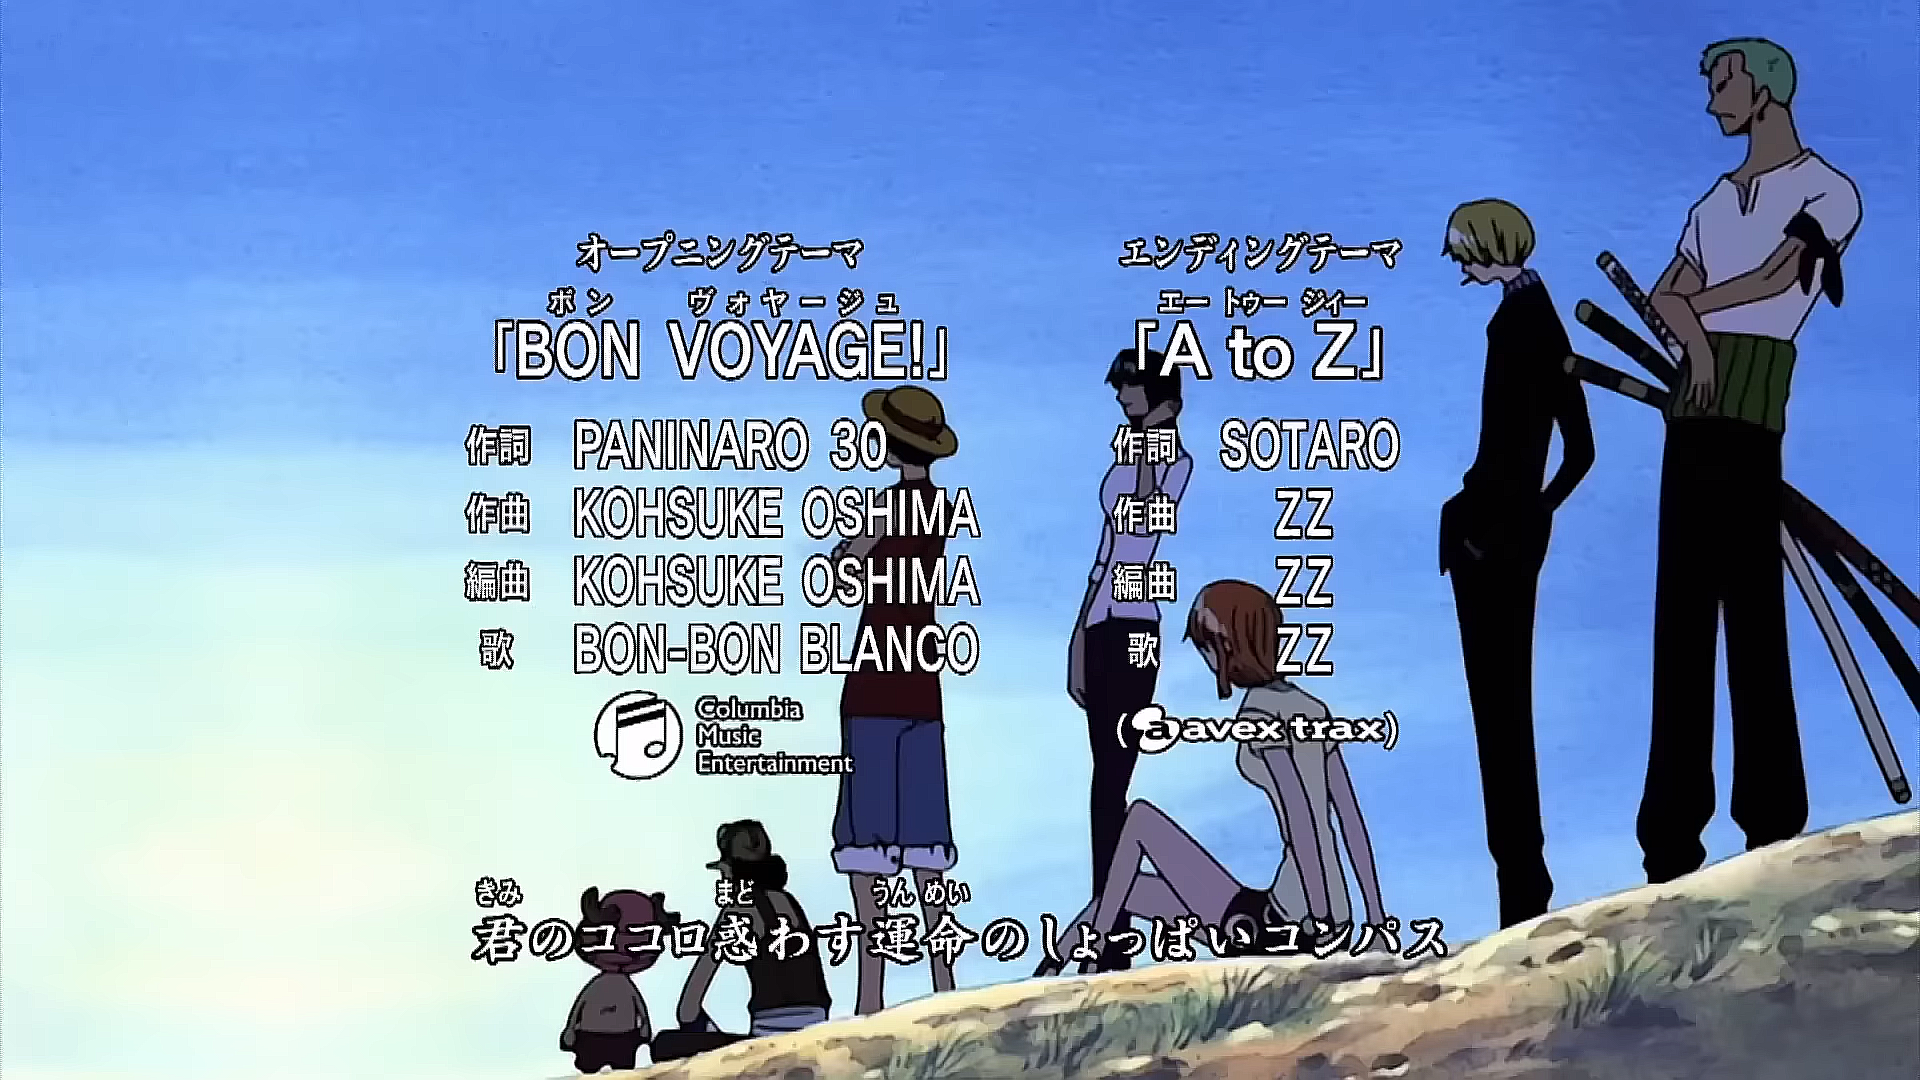 オープニングテーマ
ボン ヴォヤージュ
「BON VOYAGE!」
作詞 PANINARO 30
作曲 KOHSUKE OSHIMA
編曲 KOHSUKE OSHIMA
歌 BON-BON BLANCO
Columbia
Music
Entertainment
エンディングテーマ
エー トゥー ジィー
「A to Z」
作詞 SOTARO
作曲 ZZ
編曲 ZZ
歌 ZZ
(a avex trax)
きみ まど うん めい
君のココロ惑わす運命のしょっぱいコンパス